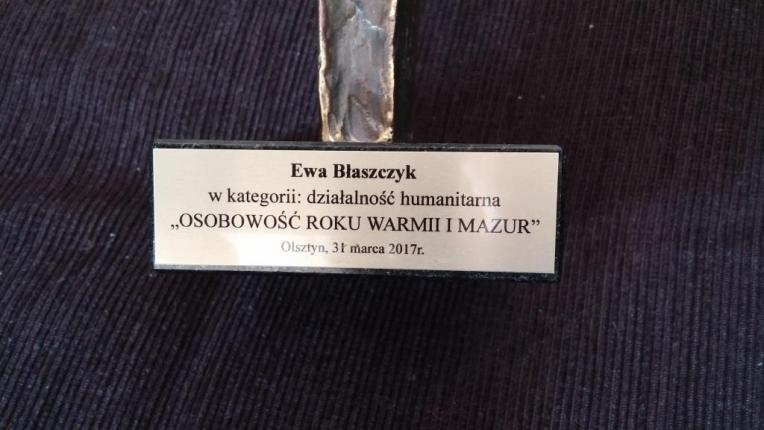 Ewa Błaszczyk
w kategorii: działalność humanitarna
„OSOBOWOŚĆ ROKU WARMII I MAZUR”
Olsztyn, 31 marca 2017r.